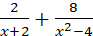 2/(x+2) + 8/(x²−4)